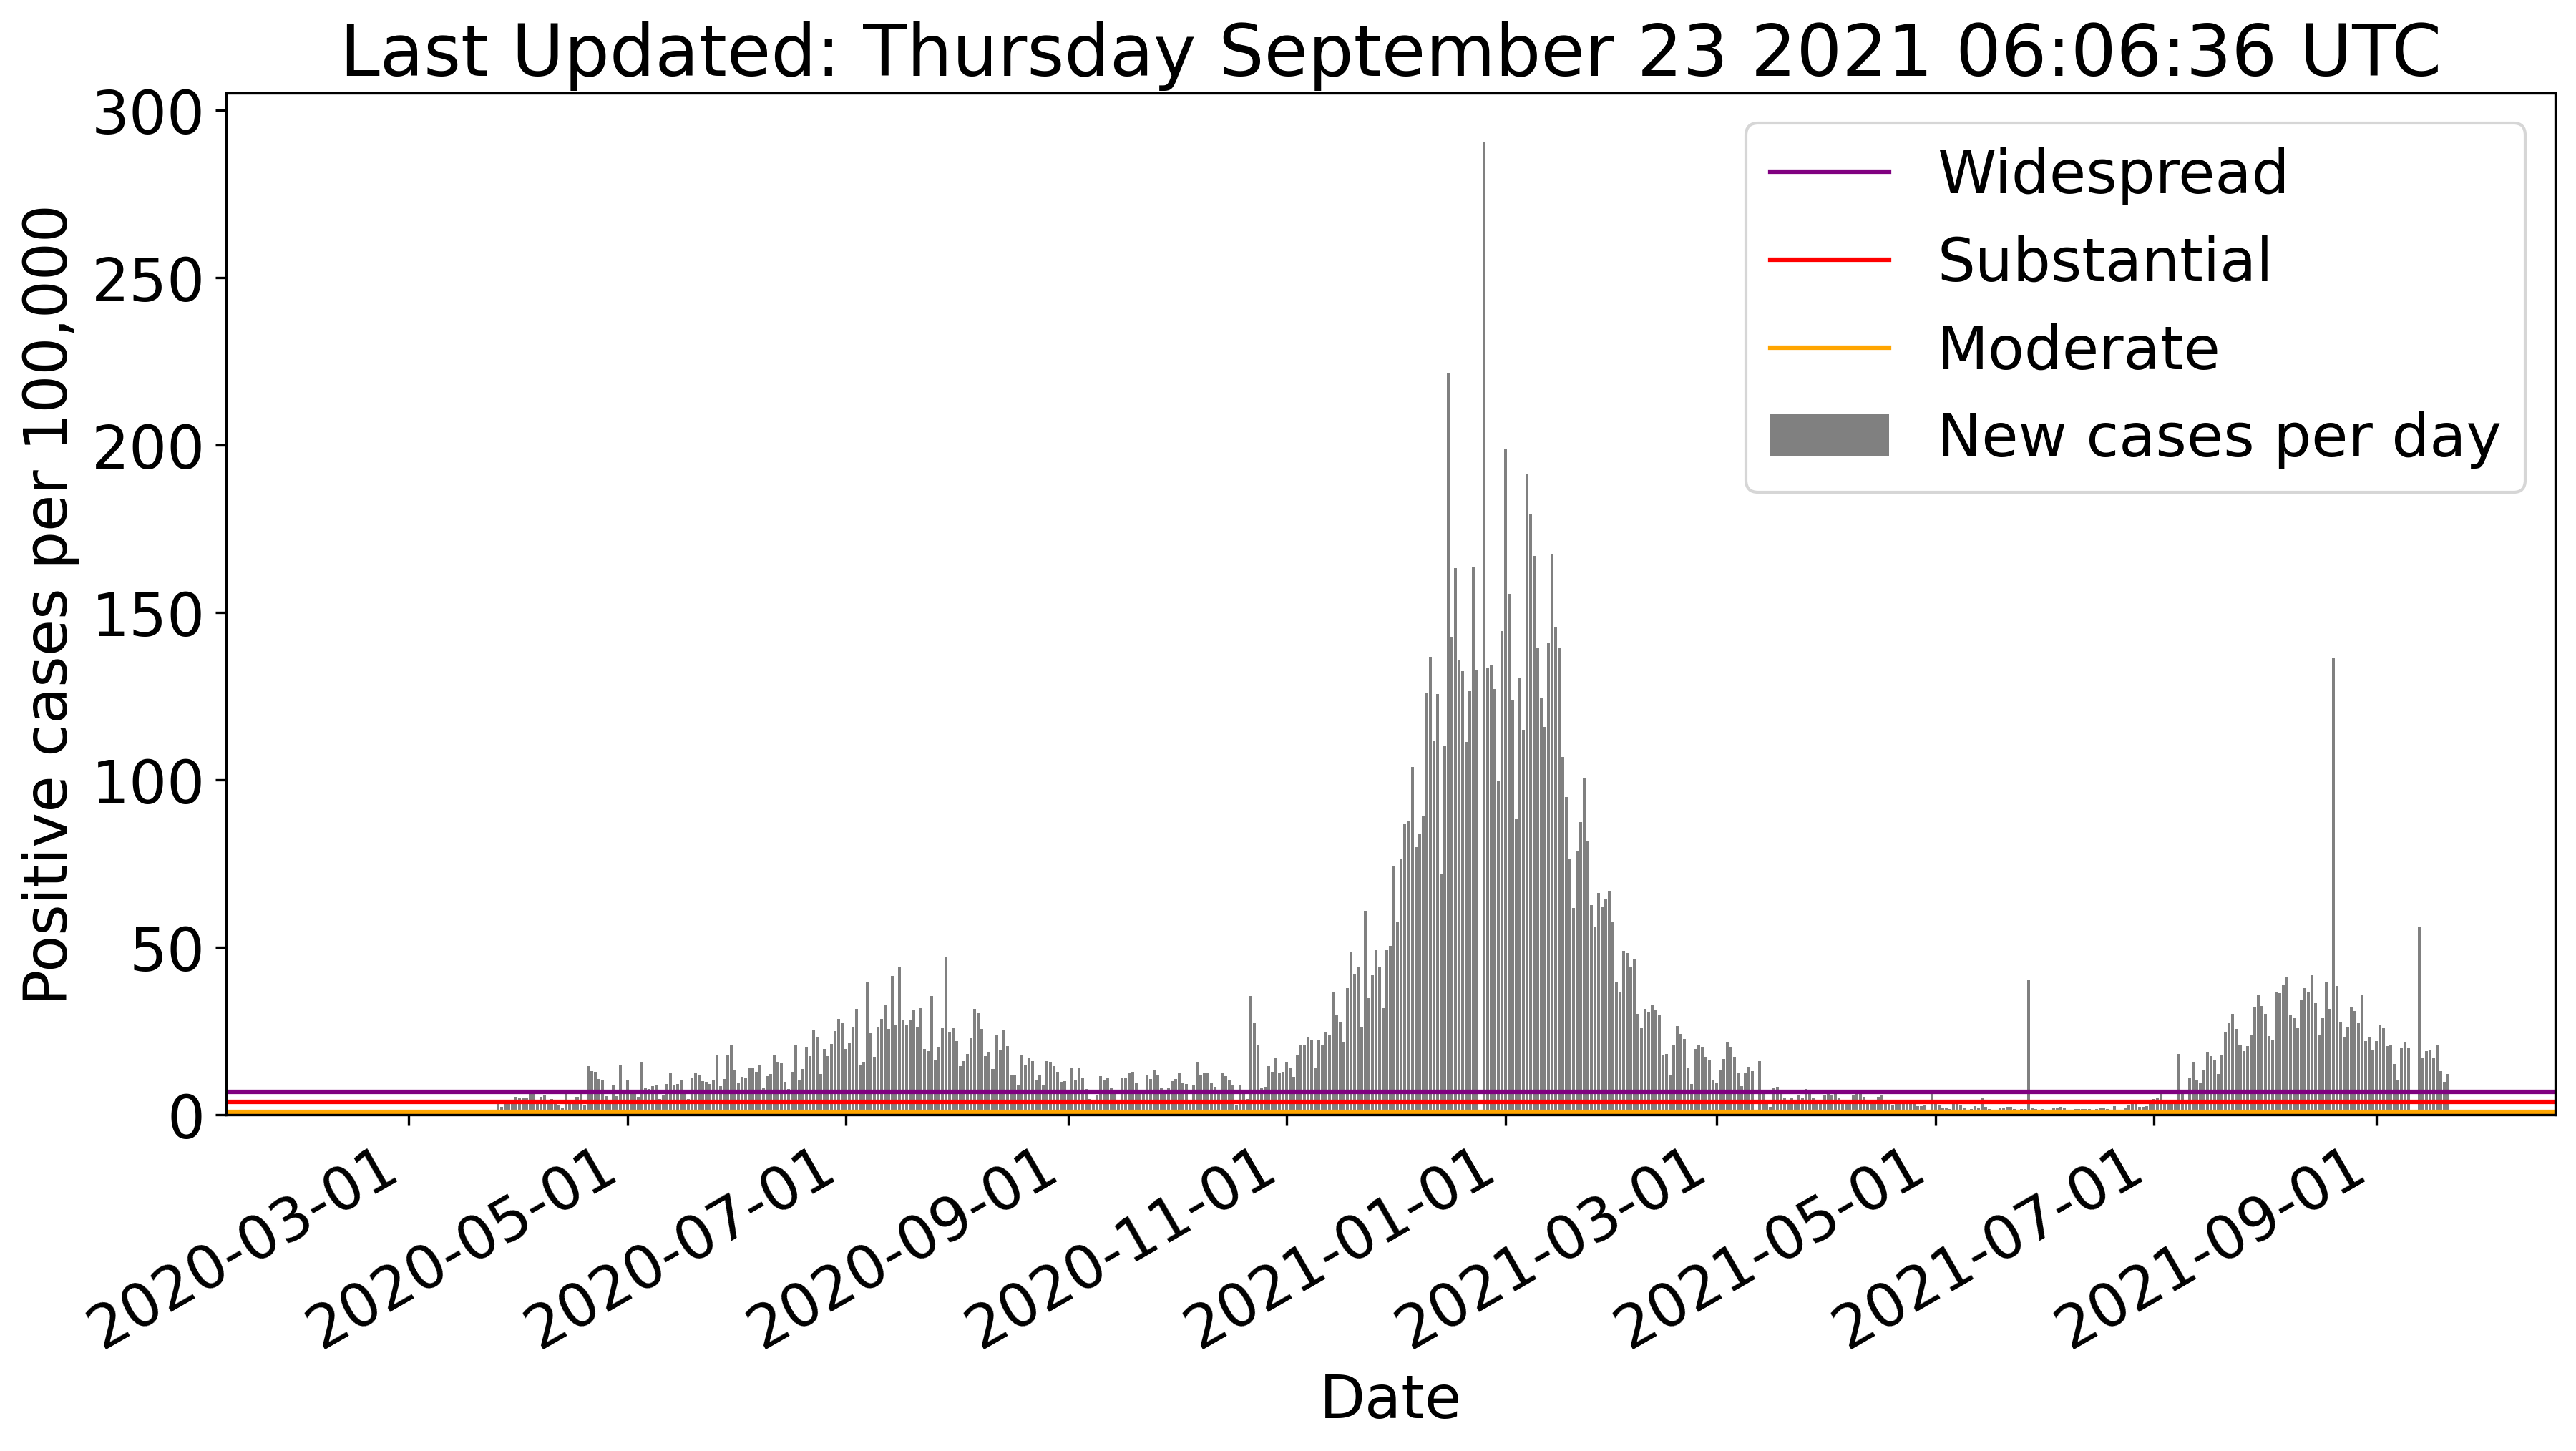 Last Updated: Thursday September 23 2021 06:06:36 UTC
300
250
200
150
100
50
0
Positive cases per 100,000
Widespread
Substantial
Moderate
New cases per day
2020-03-01
2020-05-01
2020-07-01
2020-09-01
2020-11-01
2021-01-01
2021-03-01
2021-05-01
2021-07-01
2021-09-01
Date